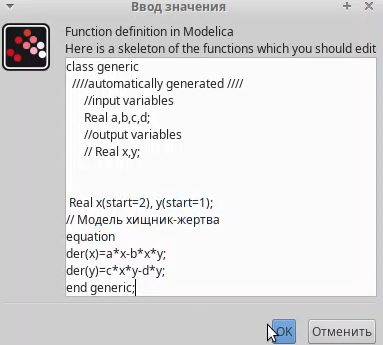 Ввод значения
Function definition in Modelica
Here is a skeleton of the functions which you should edit
class generic
////automatically generated ////
//input variables
Real a,b,c,d;
//output variables
// Real x,y;
Real x(start=2), y(start=1);
// Модель хищник-жертва
equation
der(x)=a*x-b*x*y;
der(y)=c*x*y-d*y;
end generic;
OK
Отменить